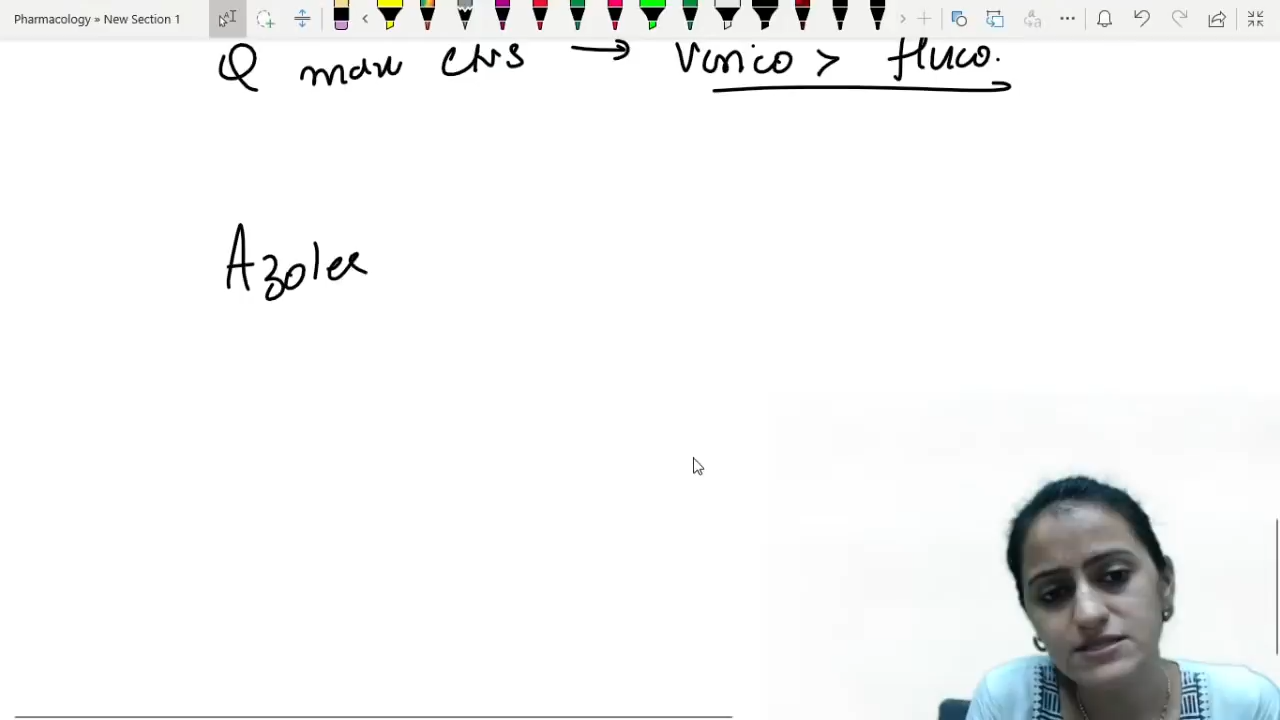 Pharmacology » New Section 1
Q max CNS → Vorico > fluco.
Azoles